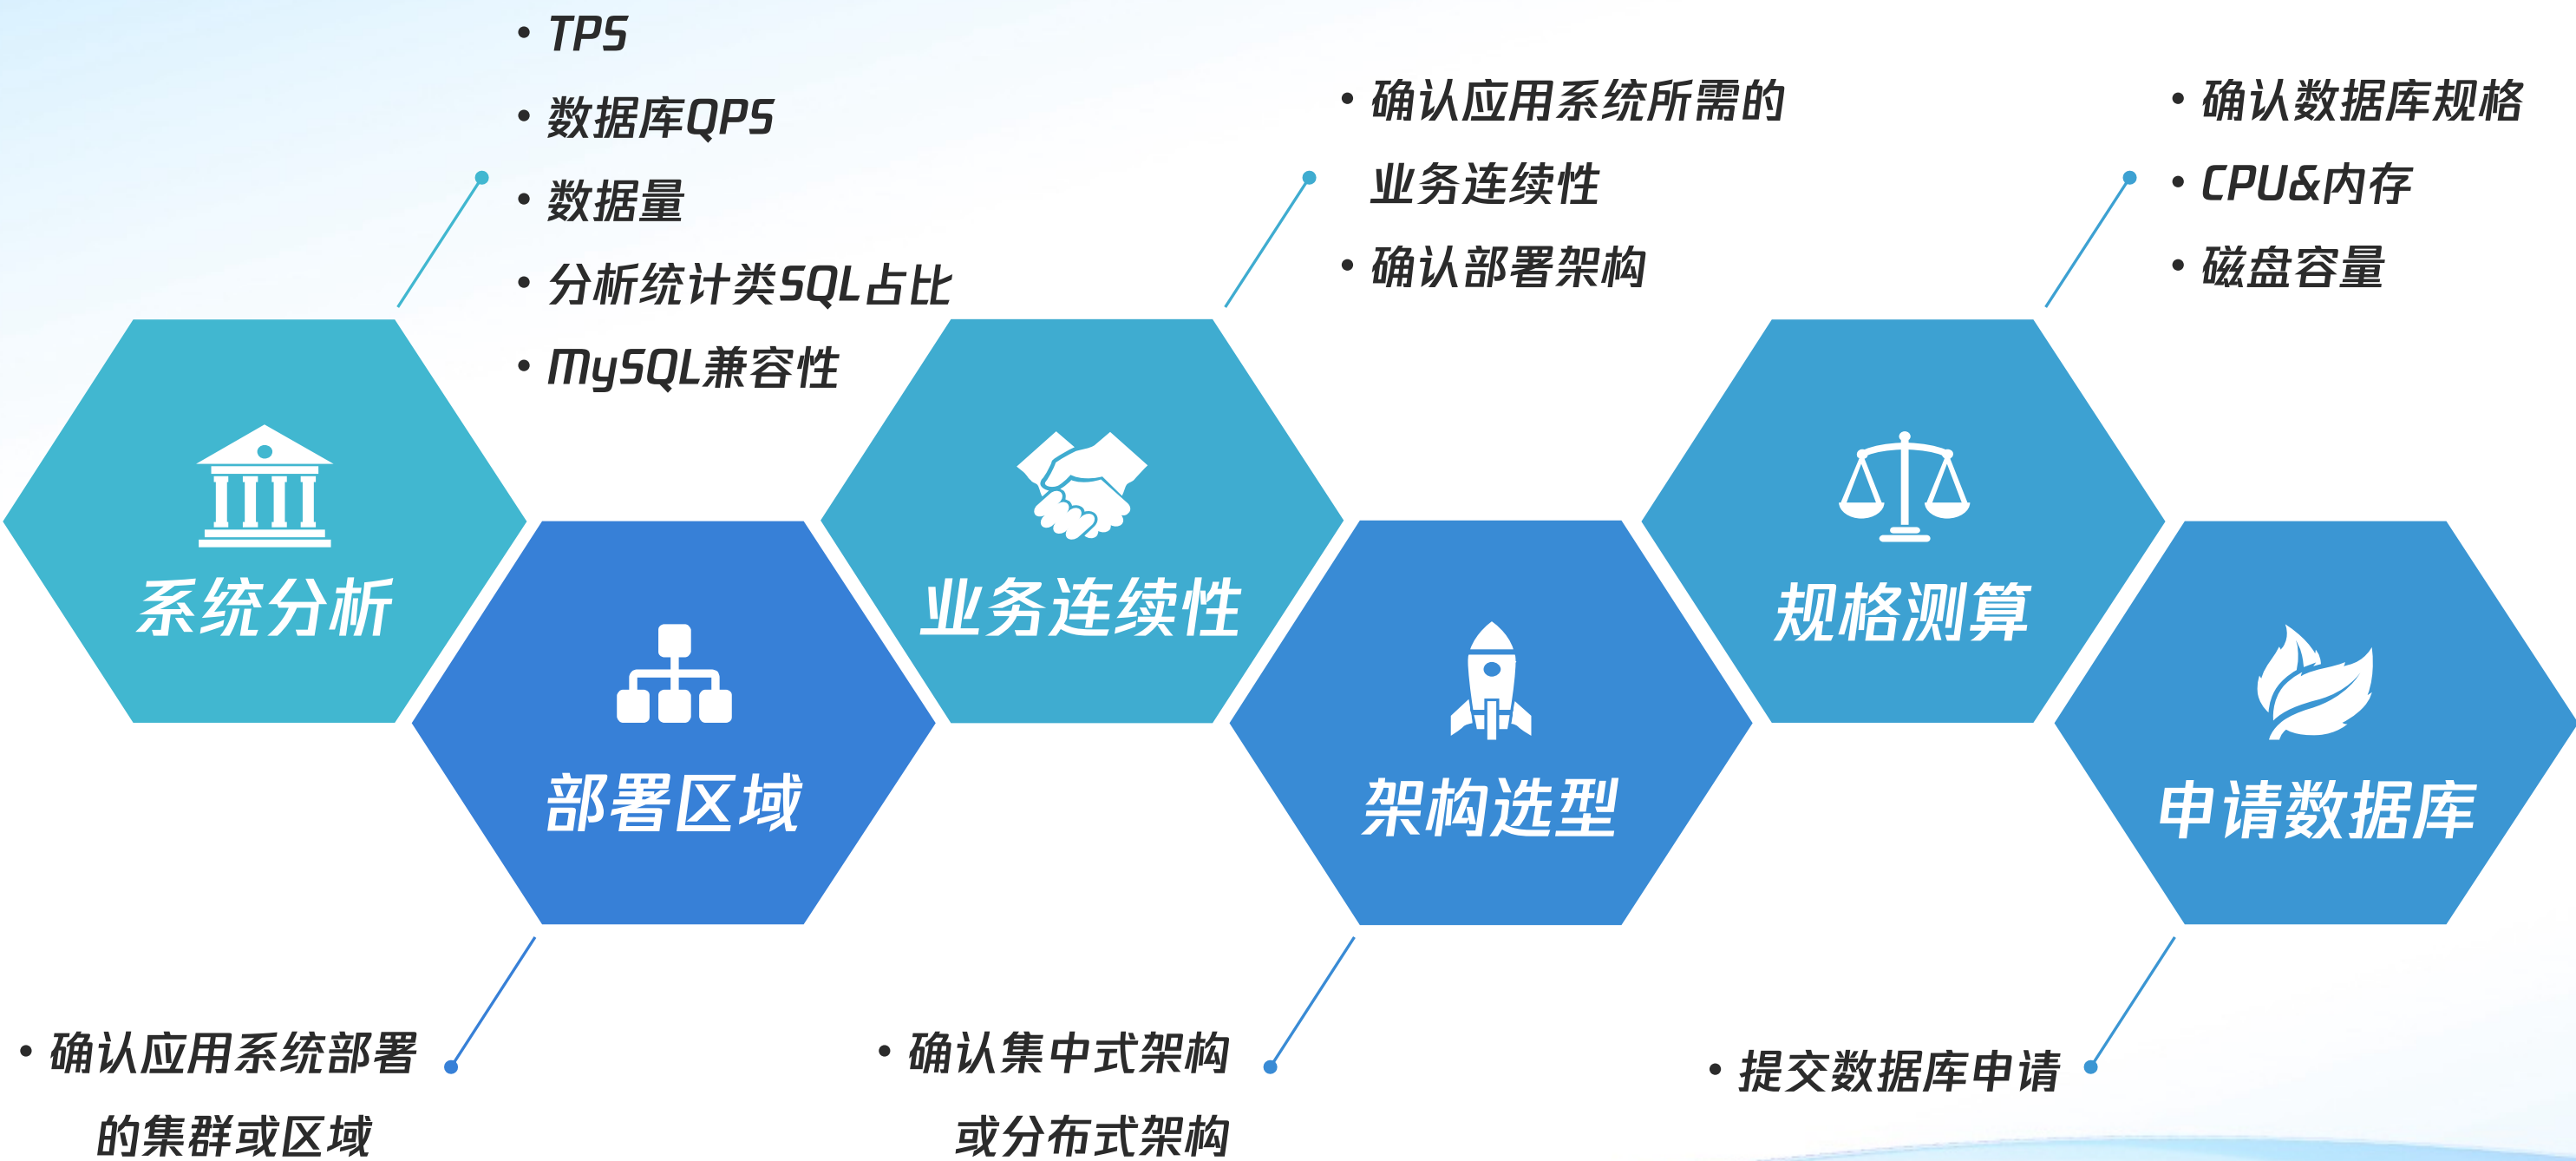 • TPS
• 数据库QPS
• 数据量
• 分析统计类SQL占比
• MySQL兼容性
• 确认应用系统所需的
业务连续性
• 确认部署架构
• 确认数据库规格
• CPU&内存
• 磁盘容量
系统分析
部署区域
业务连续性
架构选型
规格测算
申请数据库
• 确认应用系统部署
的集群或区域
• 确认集中式架构
或分布式架构
• 提交数据库申请